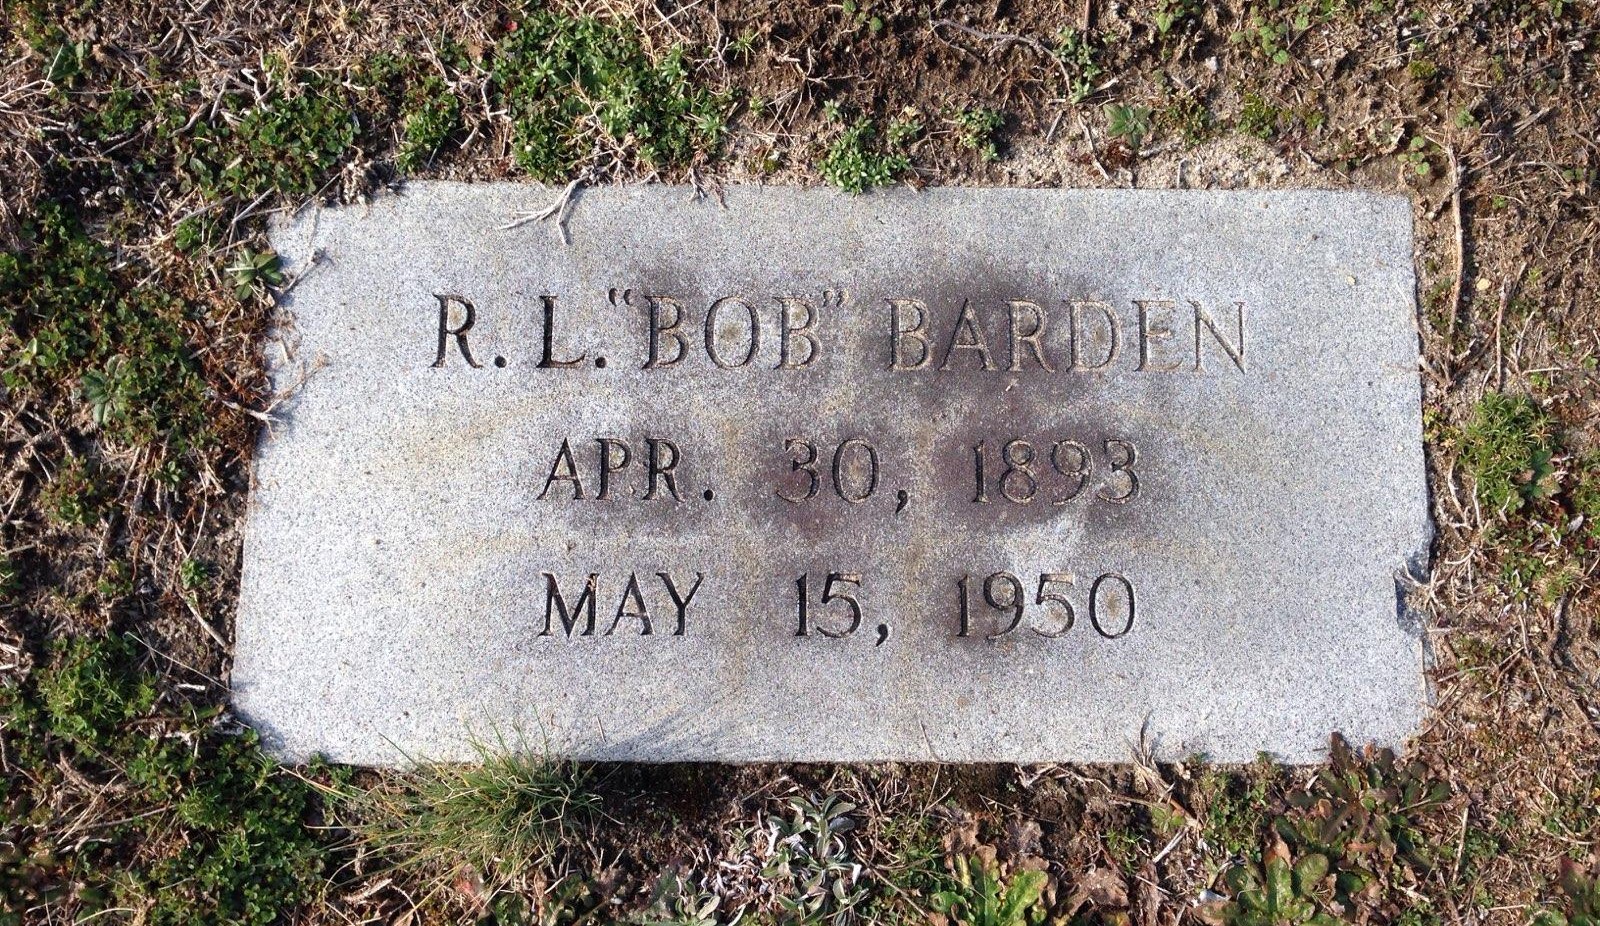 R. L. "BOB" BARDEN
APR. 30, 1893
MAY 15, 1950